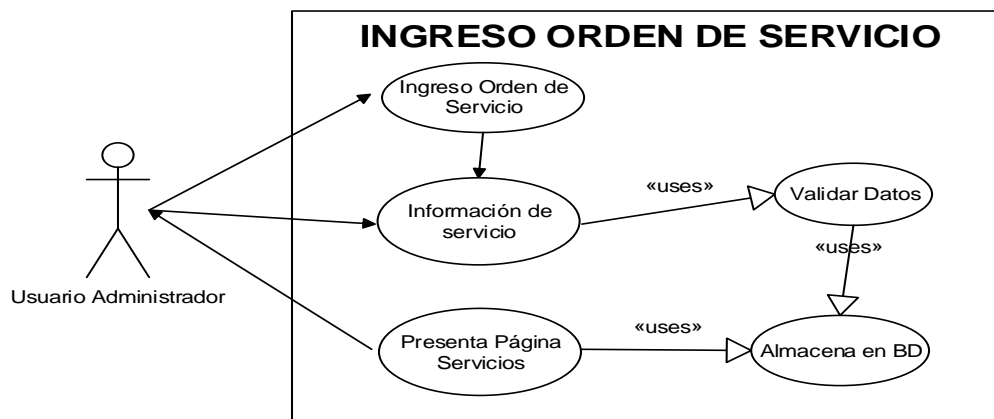 INGRESO ORDEN DE SERVICIO
Ingreso Orden de
Servicio
Información de
servicio
«uses»
Validar Datos
«uses»
Usuario Administrador
Presenta Página
Servicios
«uses»
Almacena en BD